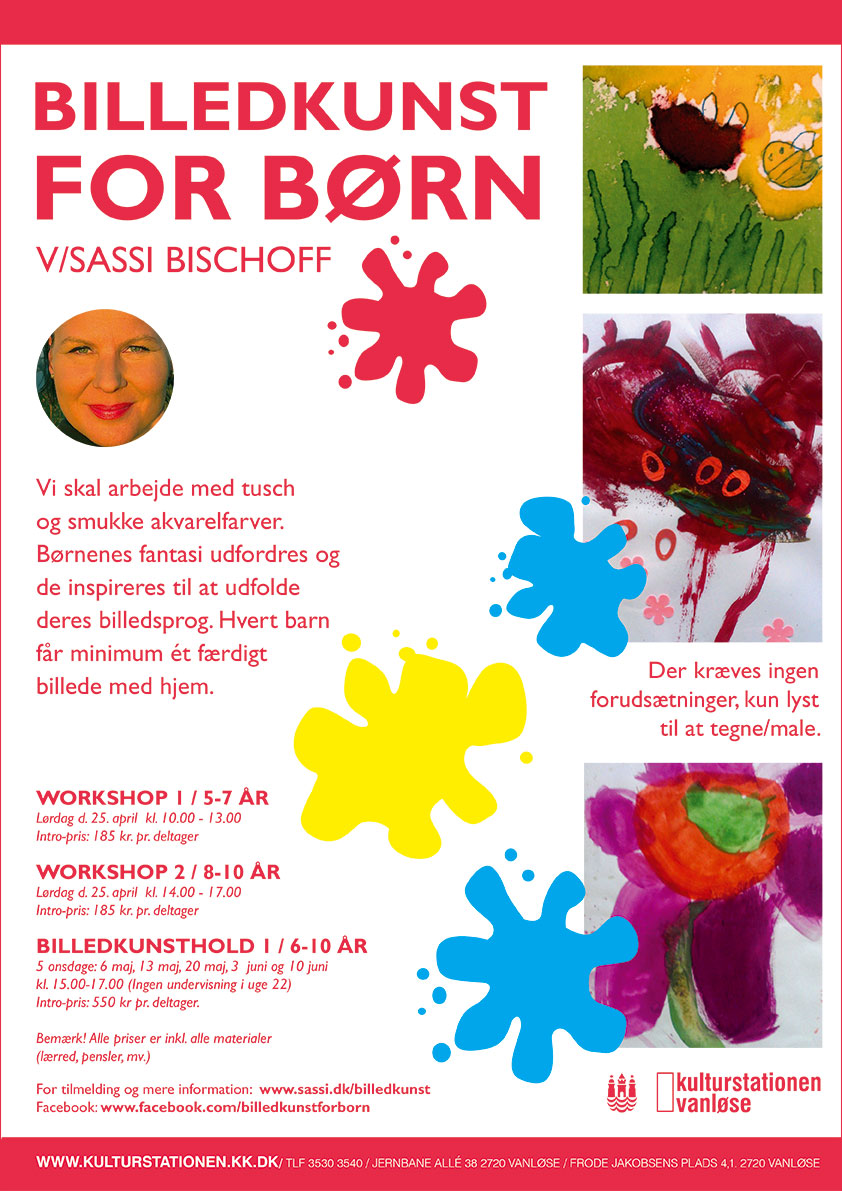 BILLEDKUNST
FOR BØRN
V/SASSI BISCHOFF
Vi skal arbejde med tusch
og smukke akvarelfarver.
Børnenes fantasi udfordres og
de inspireres til at udfolde
deres billedsprog. Hvert barn
får minimum ét færdigt
billede med hjem.
Der kræves ingen
forudsætninger, kun lyst
til at tegne/male.
WORKSHOP 1 / 5-7 ÅR
Lørdag d. 25. april kl. 10.00 - 13.00
Intro-pris: 185 kr. pr. deltager
WORKSHOP 2 / 8-10 ÅR
Lørdag d. 25. april kl. 14.00 - 17.00
Intro-pris: 185 kr. pr. deltager
BILLEDKUNSTHOLD 1 / 6-10 ÅR
5 onsdage: 6 maj, 13 maj, 20 maj, 3 juni og 10 juni
kl. 15.00-17.00 (Ingen undervisning i uge 22)
Intro-pris: 550 kr pr. deltager.
Bemærk! Alle priser er inkl. alle materialer
(lærred, pensler, mv.)
For tilmelding og mere information: www.sassi.dk/billedkunst
Facebook: www.facebook.com/billedkunstforborn
kulturstationen
vanløse
WWW.KULTURSTATIONEN.KK.DK/ TLF 3530 3540 / JERNBANE ALLÉ 38 2720 VANLØSE / FRODE JAKOBSENS PLADS 4,1. 2720 VANLØSE